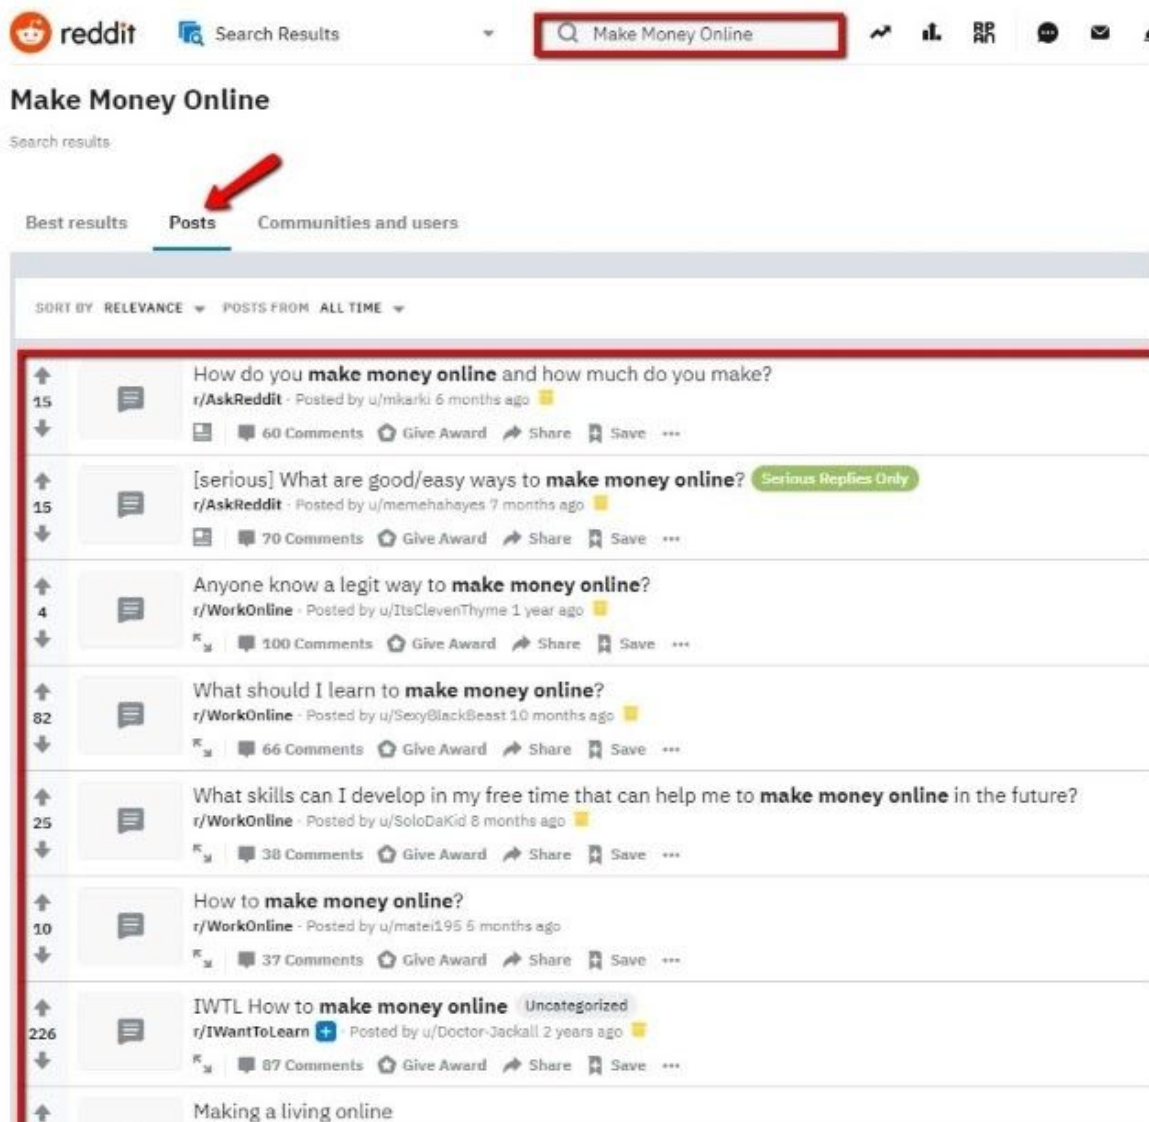 reddit
Search Results
Make Money Online
Make Money Online
Search results
Best results Posts Communities and users
SORT BY RELEVANCE POSTS FROM ALL TIME
How do you make money online and how much do you make?
15
r/AskReddit · Posted by u/mkarki 6 months ago
60 Comments Give Award Share Save
[serious] What are good/easy ways to make money online? Serious Replies Only
15
r/AskReddit · Posted by u/memehahayes 7 months ago
70 Comments Give Award Share Save
Anyone know a legit way to make money online?
4
r/WorkOnline · Posted by u/ItsClevenThyme 1 year ago
100 Comments Give Award Share Save
What should I learn to make money online?
82
r/WorkOnline · Posted by u/SexyBlackBeast 10 months ago
66 Comments Give Award Share Save
What skills can I develop in my free time that can help me to make money online in the future?
25
r/WorkOnline · Posted by u/SoloDaKid 8 months ago
38 Comments Give Award Share Save
How to make money online?
10
r/WorkOnline · Posted by u/matei195 5 months ago
37 Comments Give Award Share Save
IWTL How to make money online Uncategorized
226
r/IWantToLearn + · Posted by u/Doctor-Jackall 2 years ago
87 Comments Give Award Share Save
Making a living online